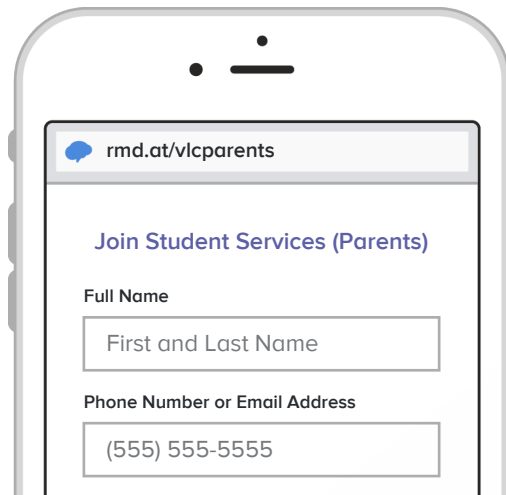 rmd.at/vlcparents
Join Student Services (Parents)
Full Name
First and Last Name
Phone Number or Email Address
(555) 555-5555